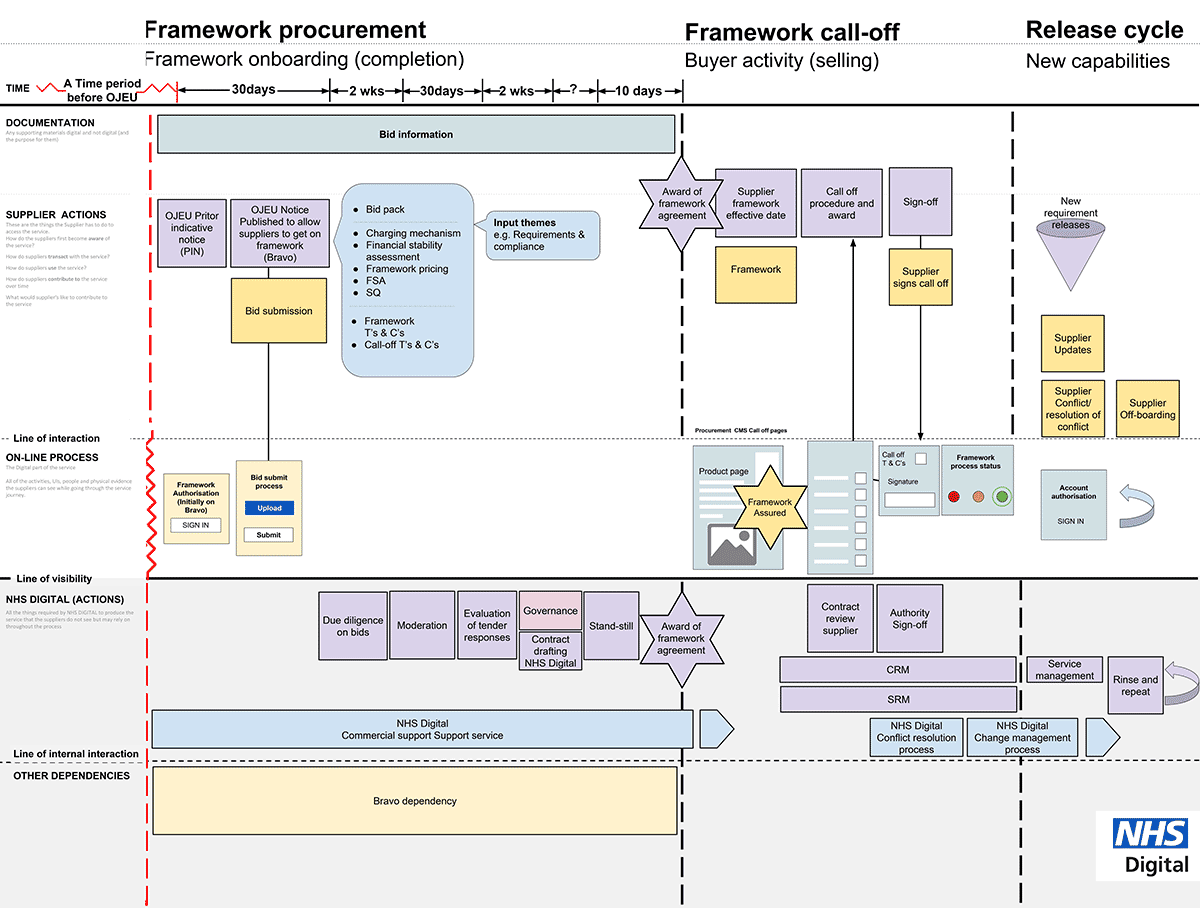 Framework procurement
Framework onboarding (completion)
Framework call-off
Buyer activity (selling)
Release cycle
New capabilities
TIME
A Time period
before OJEU
30days
2 wks
30days
2 wks
?
10 days
DOCUMENTATION
Any supporting materials digital and not digital (and
the purpose for them)
Bid information
SUPPLIER ACTIONS
These are the things the Supplier has to do to
access the service.
How do the suppliers first become aware of
the service?
How do suppliers transact with the service?
How do suppliers use the service?
How do suppliers contribute to the service
over time
What would supplier's like to contribute to
the service
OJEU Pritor
indicative
notice
(PIN)
OJEU Notice
Published to allow
suppliers to get on
framework
(Bravo)
Bid submission
● Bid pack
● Charging mechanism
● Financial stability
assessment
● Framework pricing
● FSA
● SQ
● Framework
T's & C's
● Call-off T's & C's
Input themes
e.g. Requirements &
compliance
Award of
framework
agreement
Supplier
framework
effective date
Call off
procedure and
award
Sign-off
Framework
Supplier
signs call off
New
requirement
releases
Supplier
Updates
Supplier
Conflict/
resolution of
conflict
Supplier
Off-boarding
Line of interaction
ON-LINE PROCESS
The Digital part of the service
All of the activities, UIs, people and physical evidence
the suppliers can see while going through the service
journey.
Framework
Authorisation
(Initially on
Bravo)
SIGN IN
Bid submit
process
Upload
Submit
Procurement CMS Call off pages
Product page
Framework
Assured
Call off
T & C's
Signature
Framework
process status
Account
authorisation
SIGN IN
Line of visibility
NHS DIGITAL (ACTIONS)
All the things required by NHS DIGITAL to produce the
service that the suppliers do not see but may rely on
throughout the process
Due diligence
on bids
Moderation
Evaluation
of tender
responses
Governance
Contract
drafting
NHS Digital
Stand-still
Award of
framework
agreement
Contract
review
supplier
Authority
Sign-off
CRM
SRM
Service
management
Rinse and
repeat
NHS Digital
Commercial support Support service
NHS Digital
Conflict resolution
process
NHS Digital
Change management
process
Line of internal interaction
OTHER DEPENDENCIES
Bravo dependency
NHS
Digital